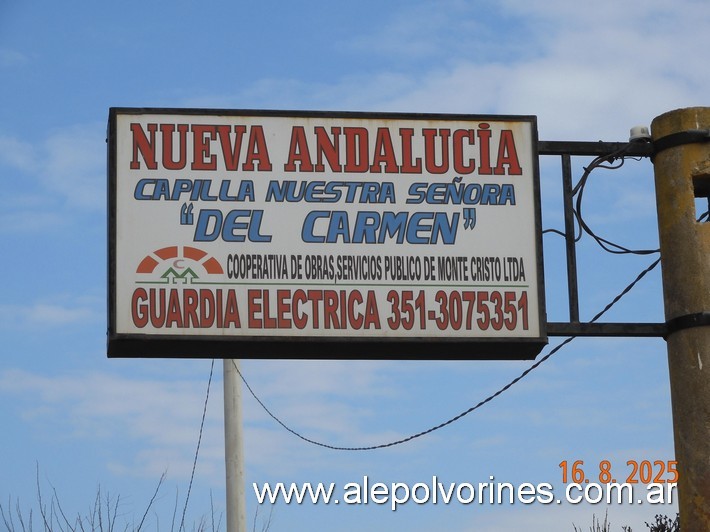 NUEVA ANDALUCİA
CAPILLA NUESTRA SEÑORA
“DEL CARMEN”
C
COOPERATIVA DE OBRAS,SERVICIOS PUBLICO DE MONTE CRISTO LTDA
GUARDIA ELECTRICA 351-3075351
16.8.2025
www.alepolvorines.com.ar